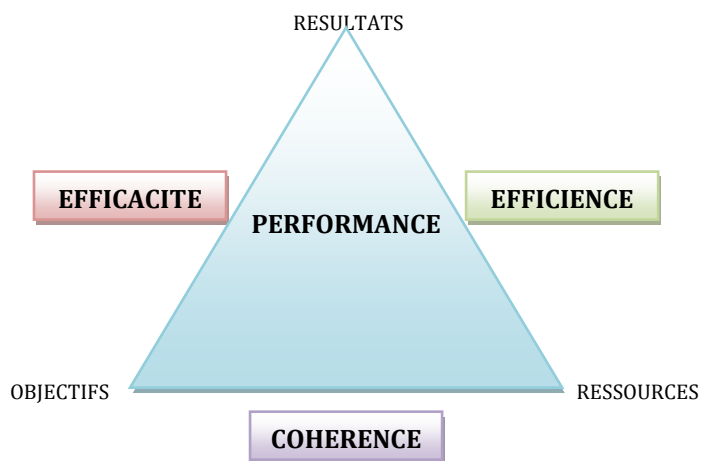 RESULTATS
EFFICACITE
EFFICIENCE
PERFORMANCE
OBJECTIFS
RESSOURCES
COHERENCE